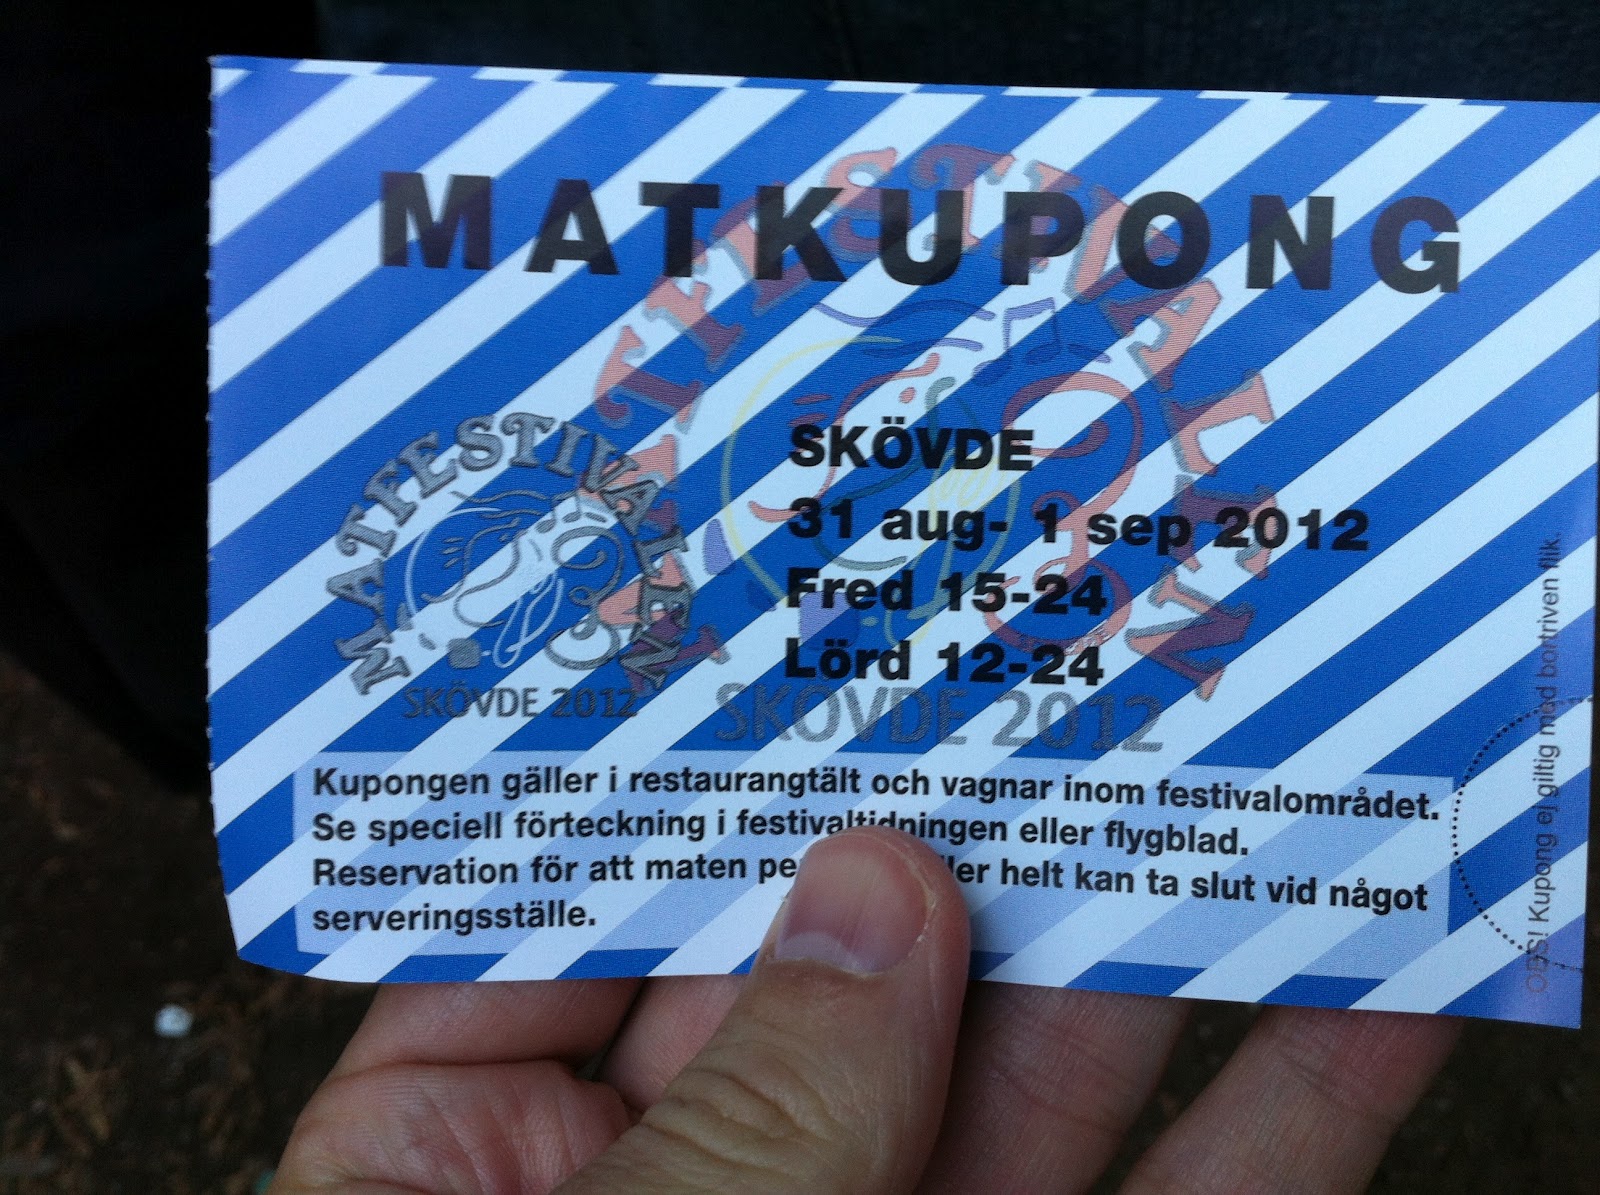 MATKUPONG
MATFESTIVALEN
SKÖVDE 2012
MATFESTIVALEN
SKÖVDE 2012
SKÖVDE
31 aug- 1 sep 2012
Fred 15-24
Lörd 12-24
Kupongen gäller i restaurangtält och vagnar inom festivalområdet.
Se speciell förteckning i festivaltidningen eller flygblad.
Reservation för att maten helt kan ta slut vid något
serveringsställe.
OBS! Kupong ej giltig med bortriven flik.